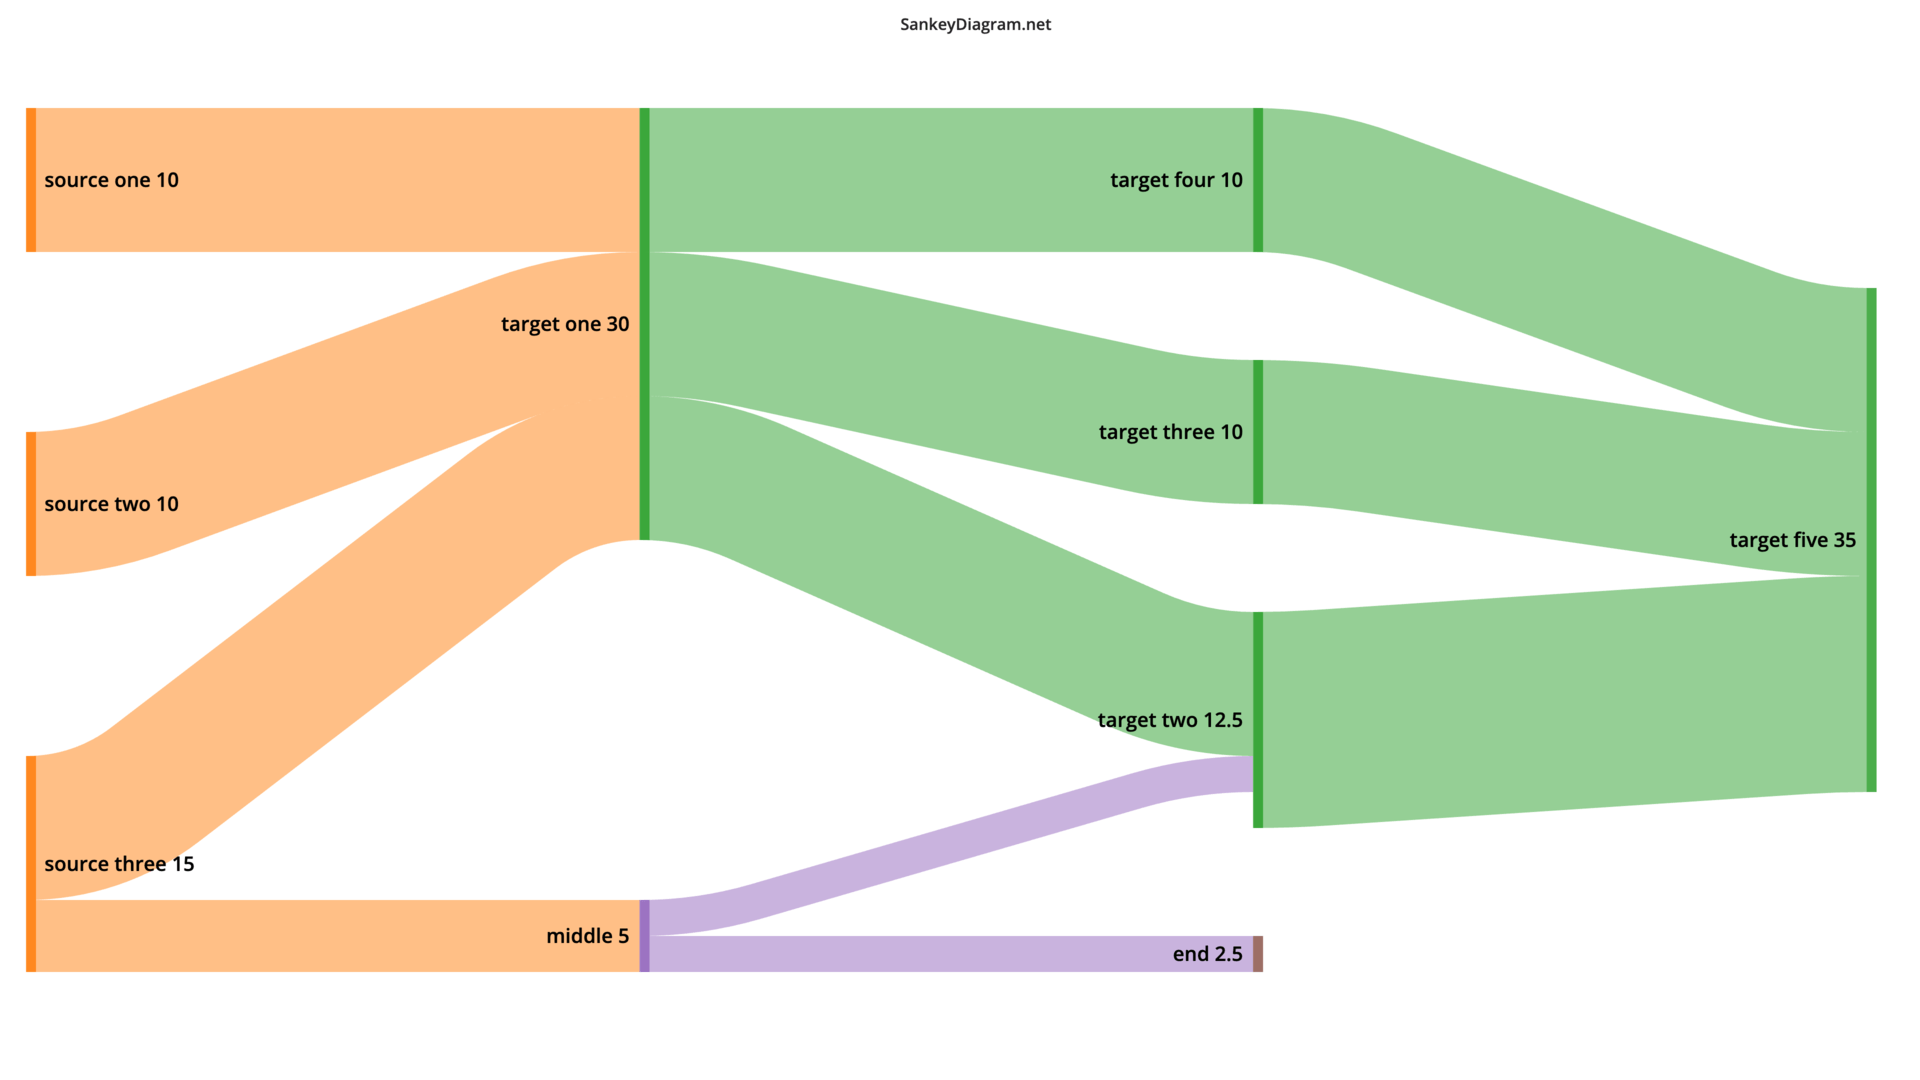 SankeyDiagram.net
source one 10
target four 10
target one 30
target three 10
source two 10
target five 35
target two 12.5
source three 15
middle 5
end 2.5